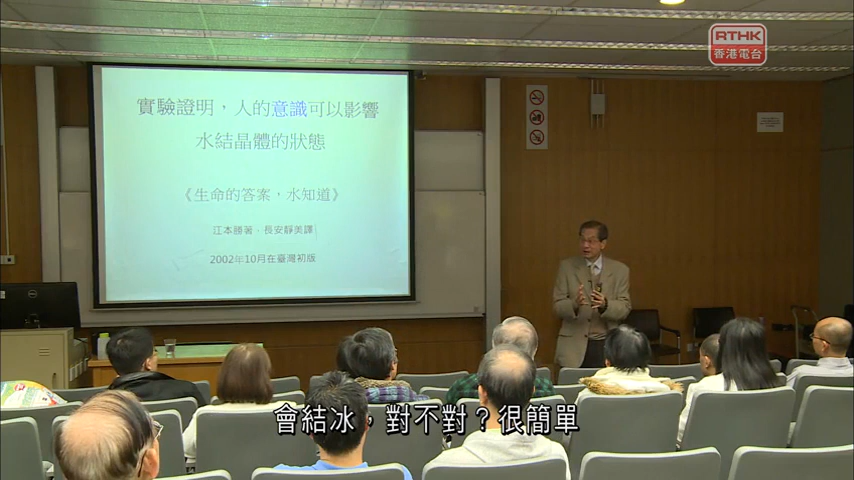 RTHK
香港電台
實驗證明，人的意識可以影響
水結晶體的狀態
《生命的答案，水知道》
江本勝著、長安靜美譯
2002年10月在臺灣初版
會結冰，對不對？很簡單